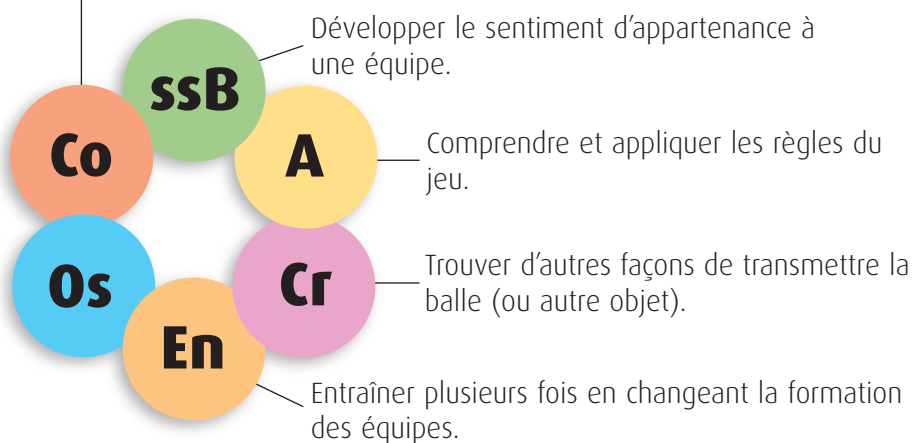 Développer le sentiment d'appartenance à
une équipe.
ssB
Co
A
Comprendre et appliquer les règles du
jeu.
Os
Cr
Trouver d'autres façons de transmettre la
balle (ou autre objet).
En
Entraîner plusieurs fois en changeant la formation
des équipes.